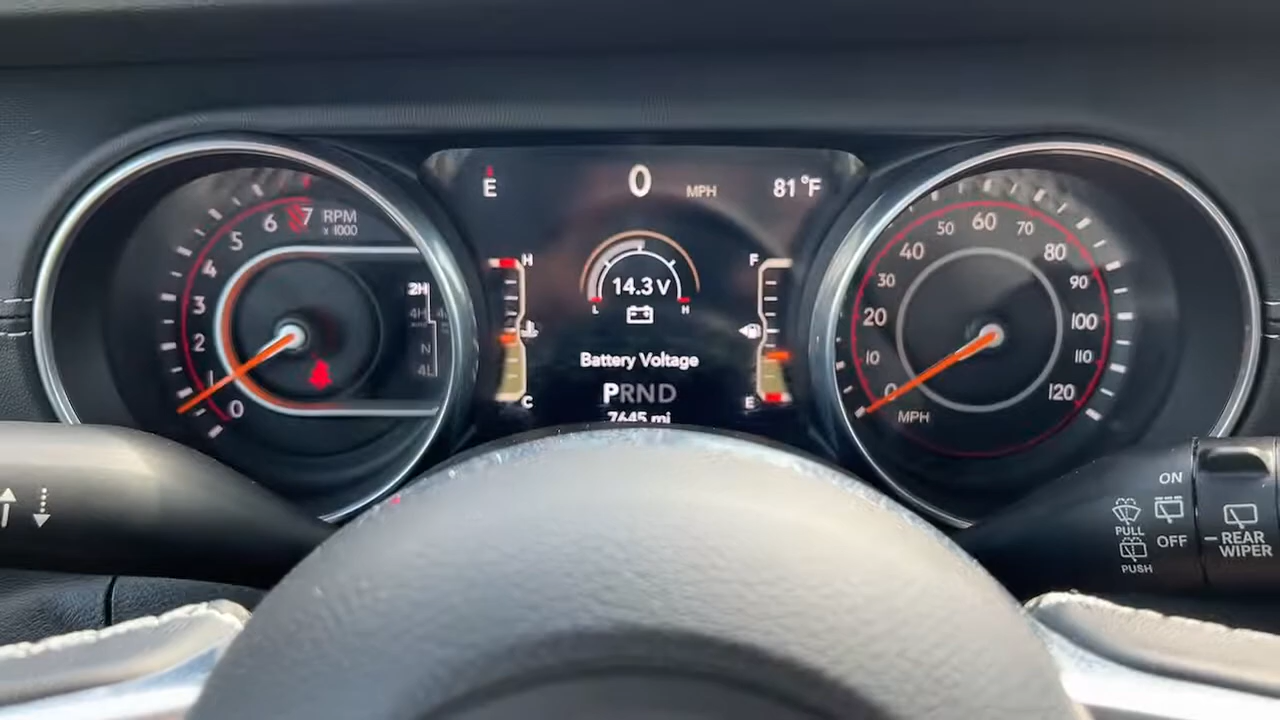 E
0 MPH
81°F
7
6
5
4
3
2
1
0
RPM
x 1000
2H
4H
N
4L
H
C
14.3 V
L H
Battery Voltage
PRND
7645 mi
F
E
0
10
20
30
40
50
60
70
80
90
100
110
120
MPH
ON
OFF
PULL
PUSH
REAR
WIPER